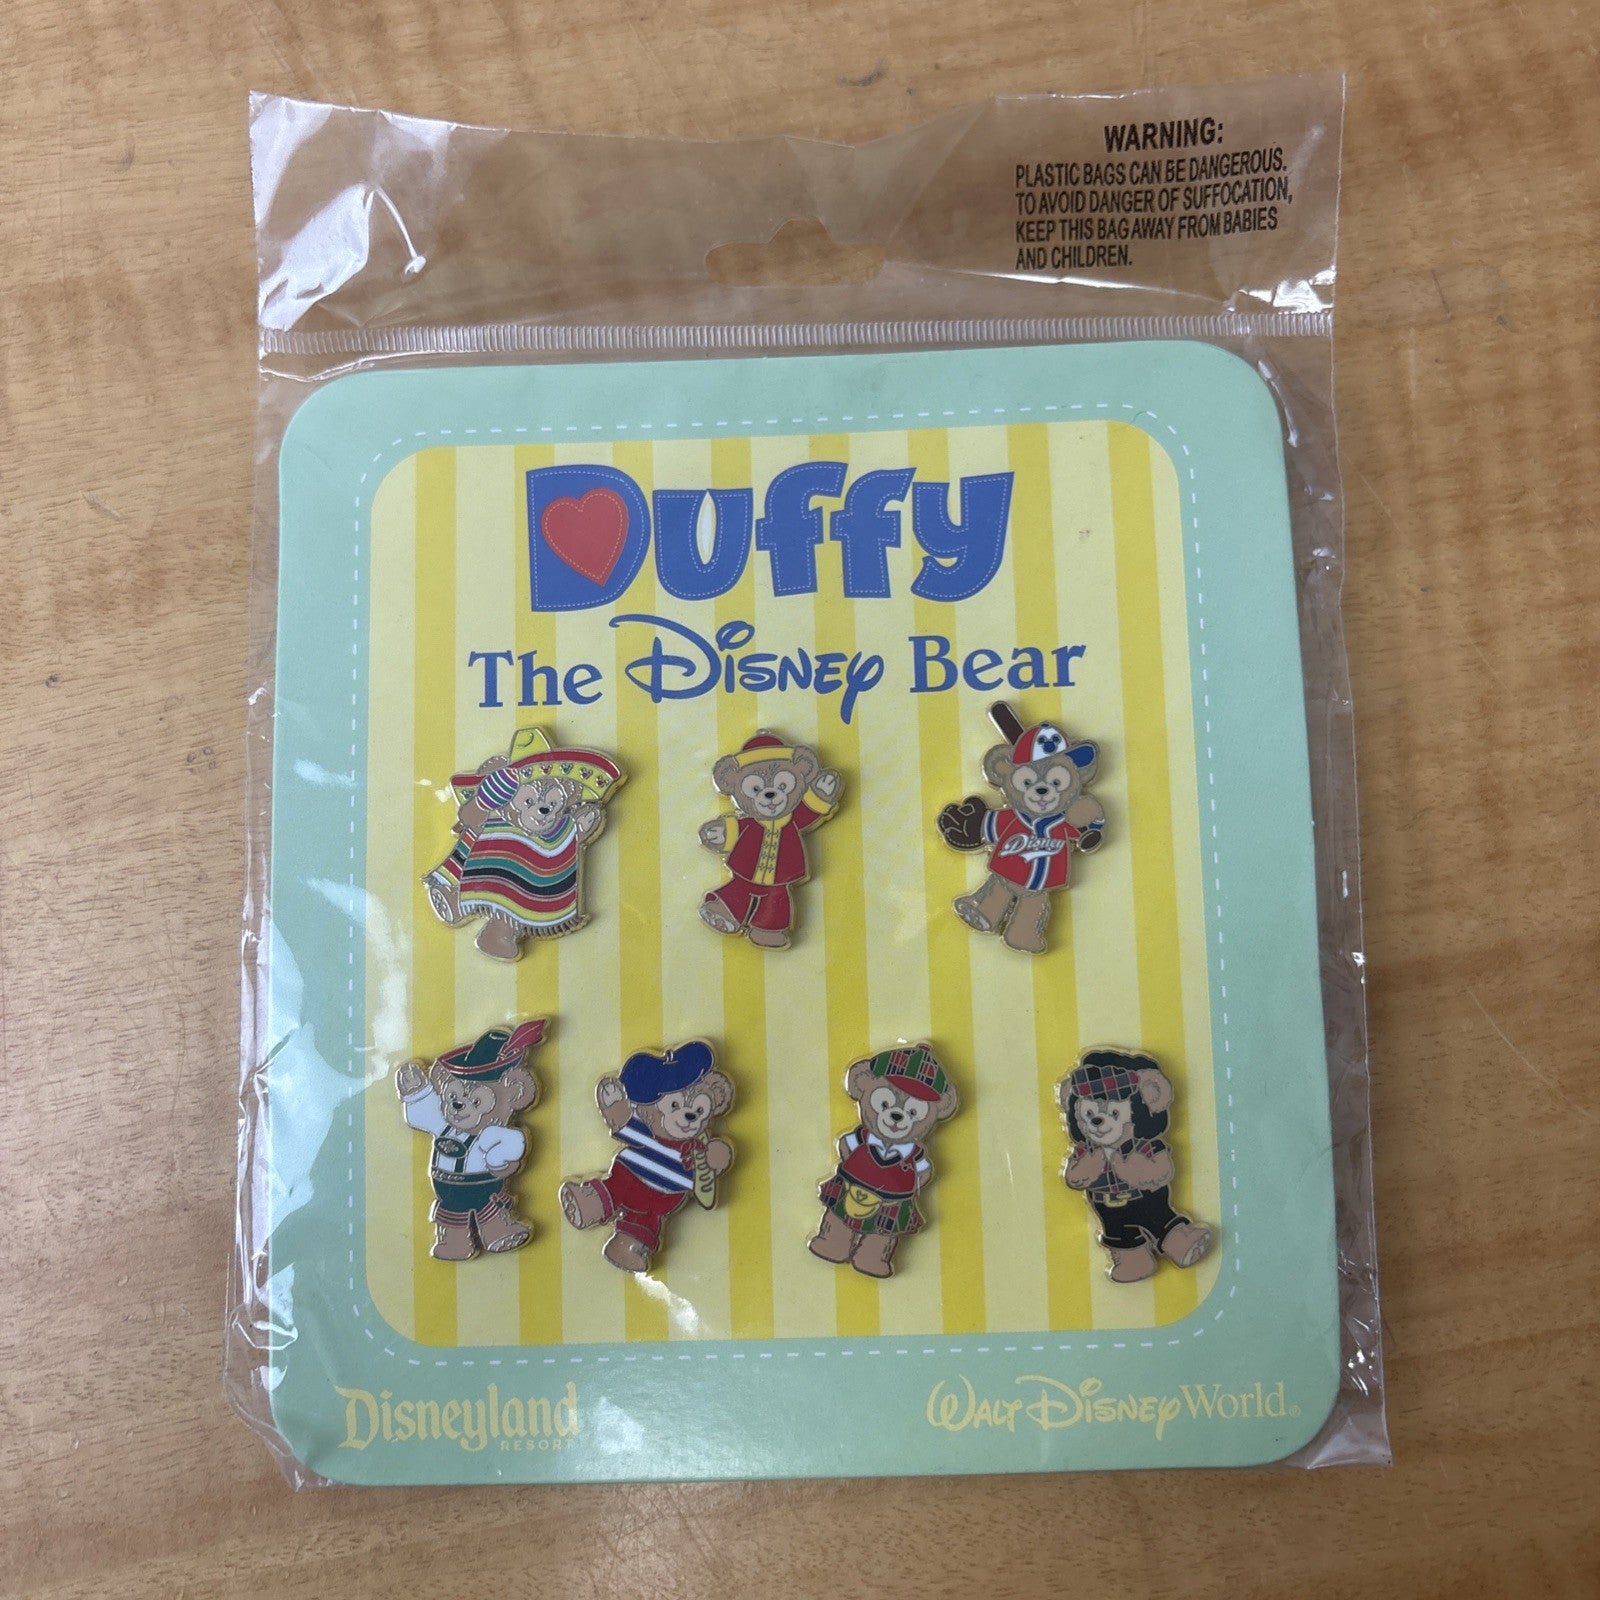 WARNING:
PLASTIC BAGS CAN BE DANGEROUS.
TO AVOID DANGER OF SUFFOCATION,
KEEP THIS BAG AWAY FROM BABIES
AND CHILDREN.
Duffy
The Disney Bear
Disney
Disneyland
RESORT
WALT DISNEY World®